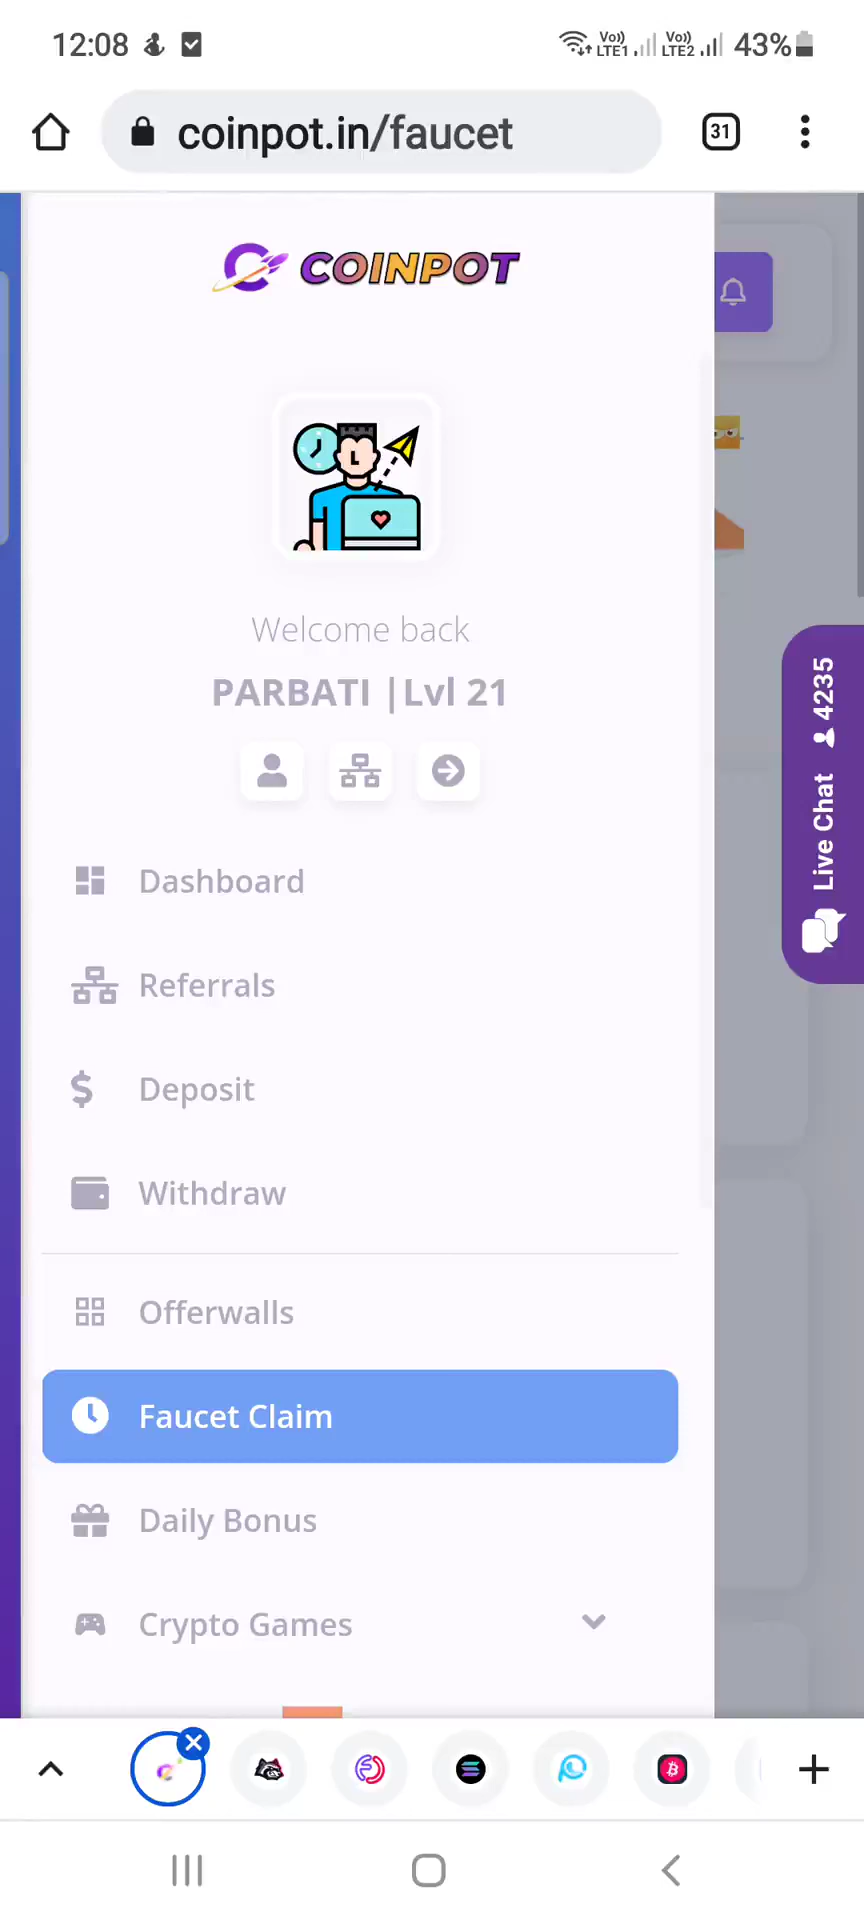 12:08
Vo)) LTE1 Vo)) LTE2 43%
coinpot.in/faucet
31
COINPOT
Welcome back
PARBATI |Lvl 21
Live Chat 4235
Dashboard
Referrals
Deposit
Withdraw
Offerwalls
Faucet Claim
Daily Bonus
Crypto Games